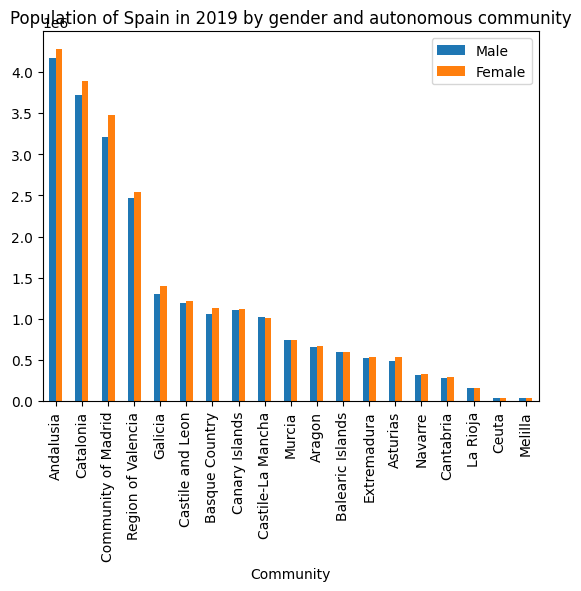 Population of Spain in 2019 by gender and autonomous community
1e6
Male
Female
4.0
3.5
3.0
2.5
2.0
1.5
1.0
0.5
0.0
Andalusia
Catalonia
Community of Madrid
Region of Valencia
Galicia
Castile and Leon
Basque Country
Canary Islands
Castile-La Mancha
Murcia
Aragon
Balearic Islands
Extremadura
Asturias
Navarre
Cantabria
La Rioja
Ceuta
Melilla
Community